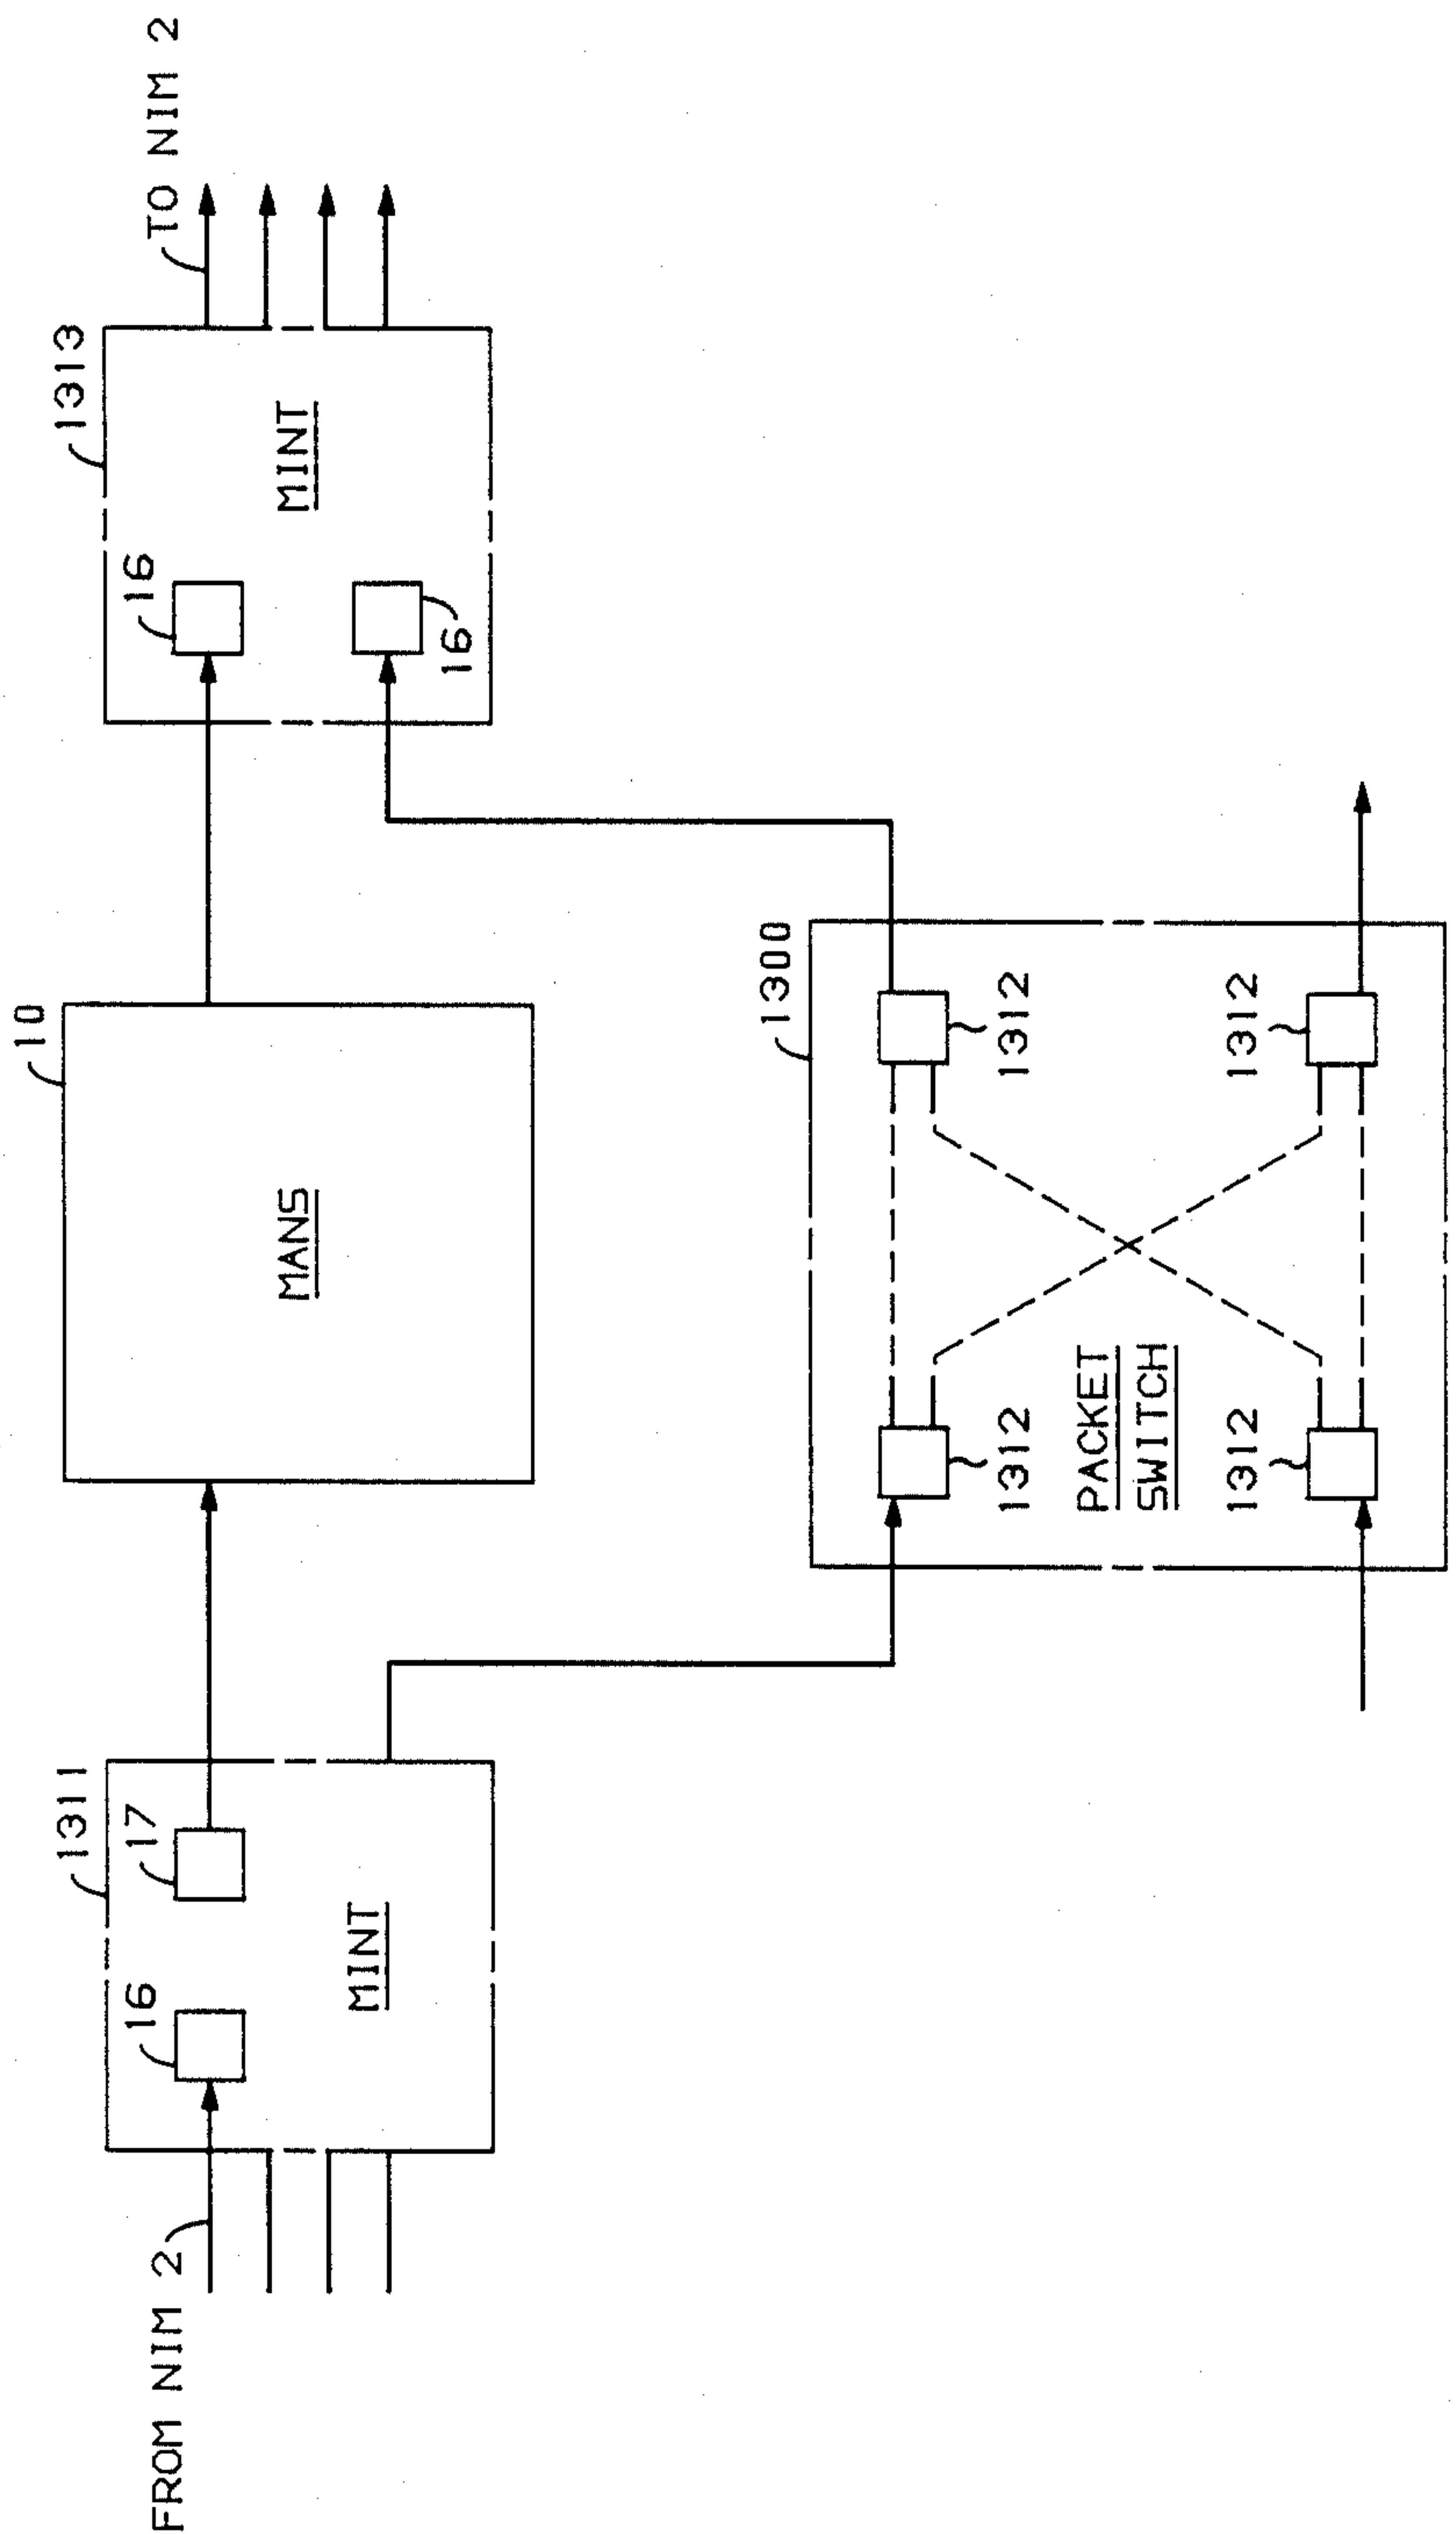 FROM NIM 2
1311
16
17
MINT
10
MANS
1313
16
16
MINT
TO NIM 2
1300
1312
1312
PACKET
SWITCH
1312
1312